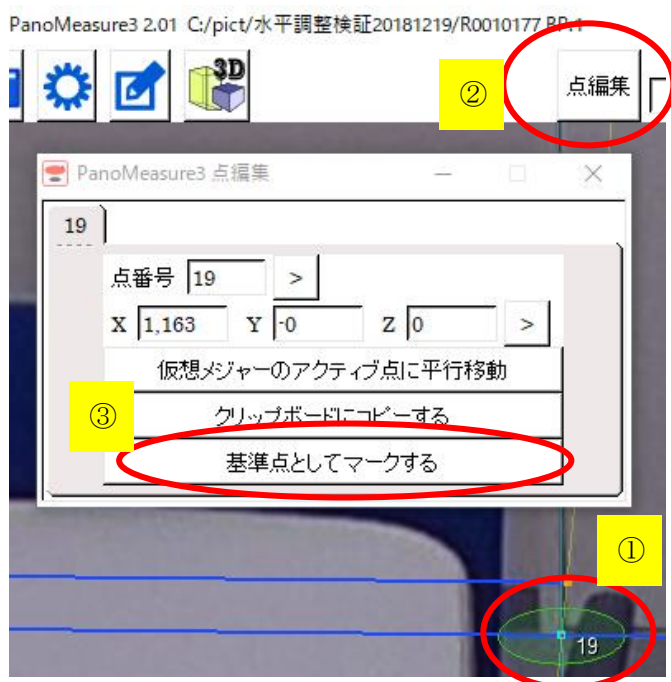 PanoMeasure3 2.01 C:/pict/水平調整検証20181219/R0010177 RP:1
3D
②
点編集
PanoMeasure3 点編集
19
点番号 19 >
X 1,163 Y -0 Z 0 >
仮想メジャーのアクティブ点に平行移動
③
クリップボードにコピーする
基準点としてマークする
①
19